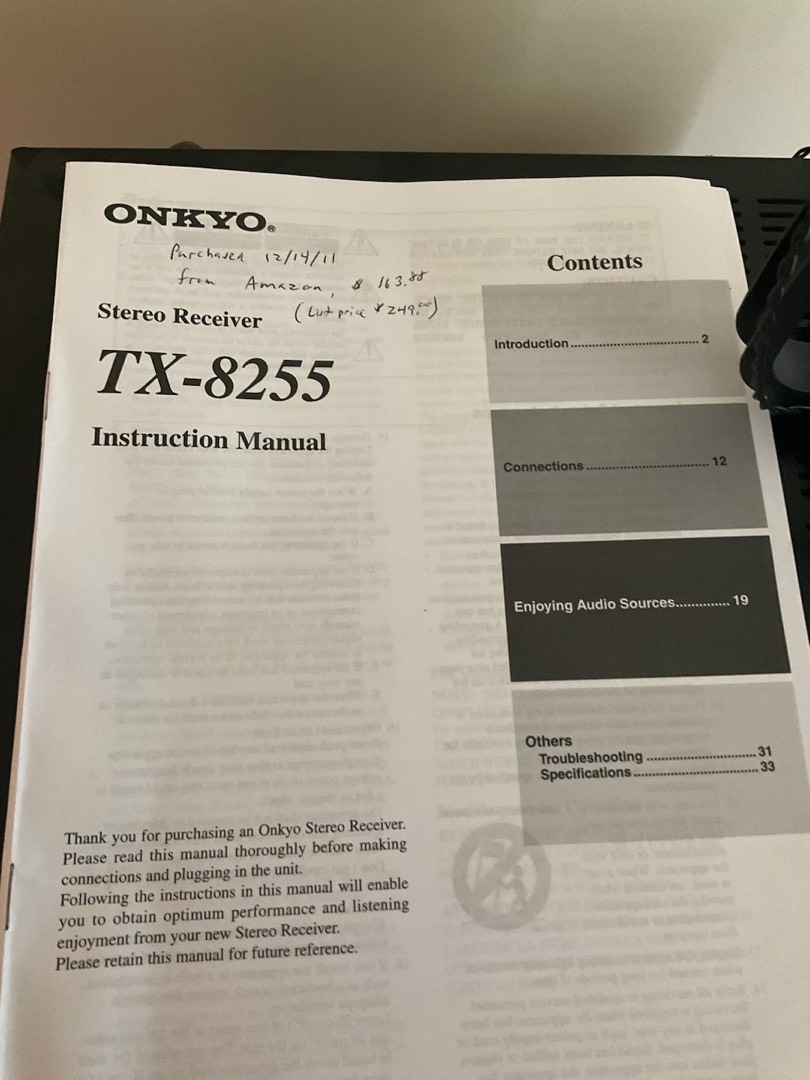 ONKYO®
Purchased 12/14/11
from Amazon, $ 163.88
(List price $249.00)
Stereo Receiver
TX-8255
Instruction Manual
Thank you for purchasing an Onkyo Stereo Receiver.
Please read this manual thoroughly before making
connections and plugging in the unit.
Following the instructions in this manual will enable
you to obtain optimum performance and listening
enjoyment from your new Stereo Receiver.
Please retain this manual for future reference.
Contents
Introduction.................................... 2
Connections.................................. 12
Enjoying Audio Sources.............. 19
Others
Troubleshooting ............................31
Specifications................................33